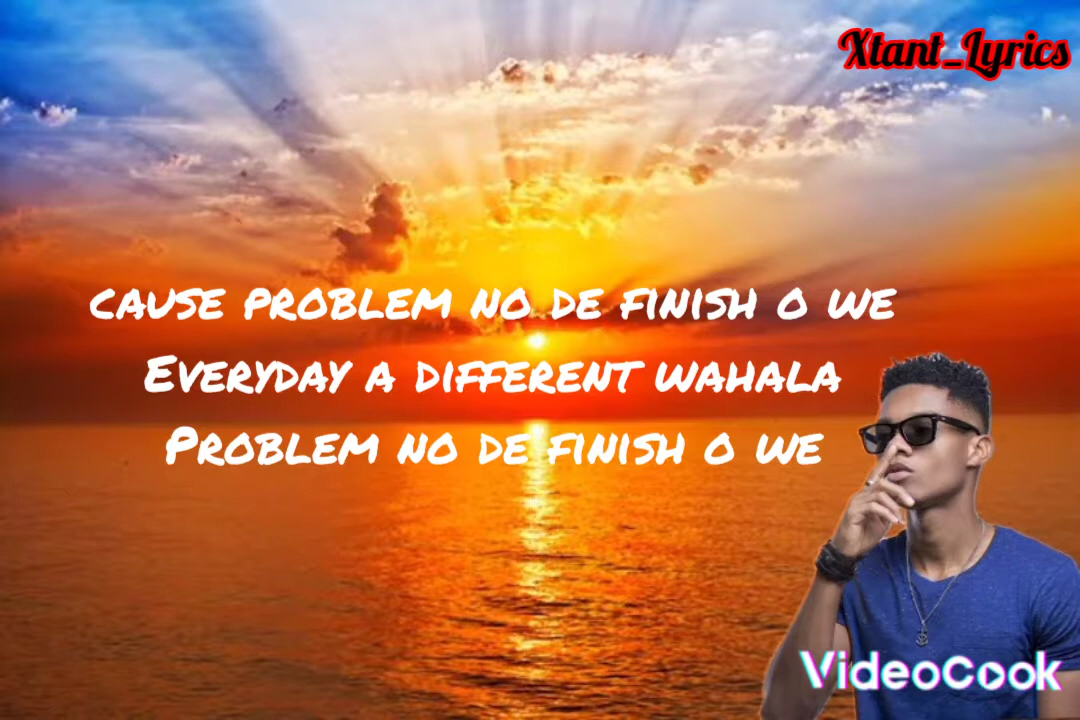 Xtant_Lyrics
cause problem no de finish o we
Everyday a different wahala
Problem no de finish o we
VideoCook